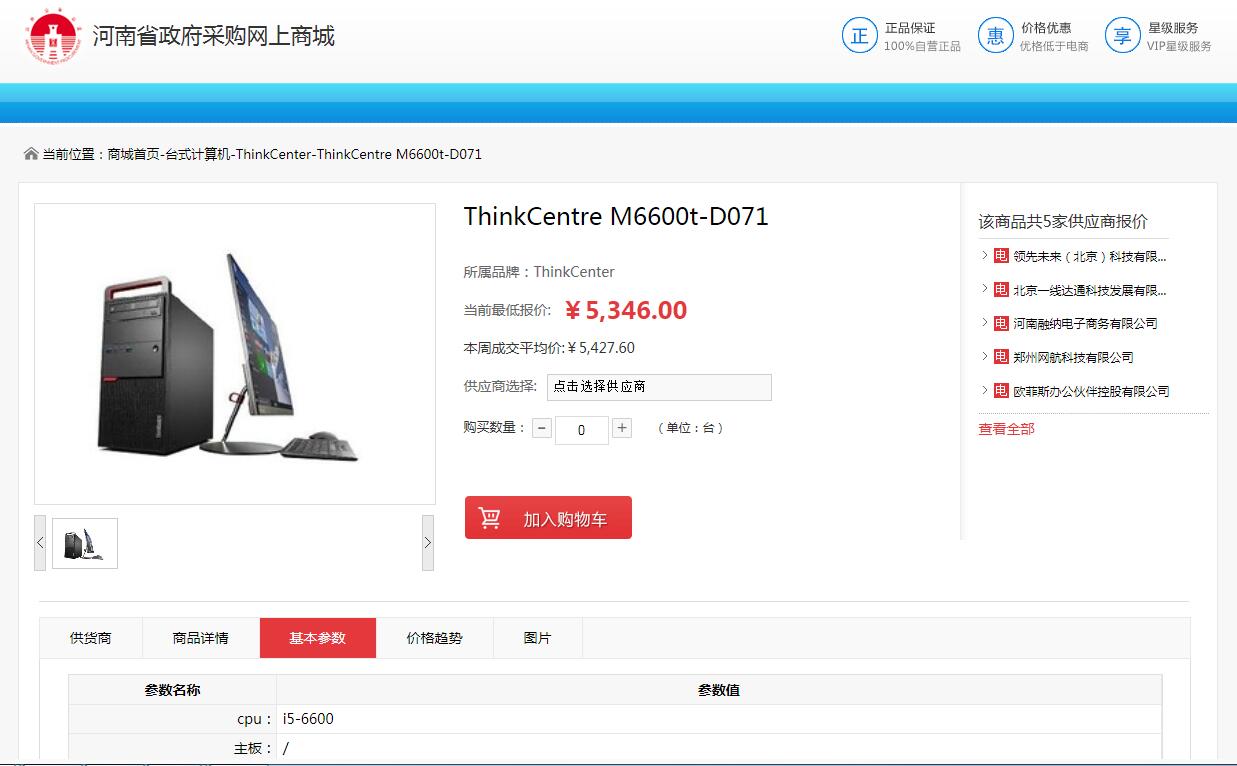 河南省政府采购网上商城
正 正品保证
100%自营正品
惠 价格优惠
优惠低于电商
享 星级服务
VIP星级服务
当前位置：商城首页-台式计算机-ThinkCenter-ThinkCentre M6600t-D071
ThinkCentre M6600t-D071
所属品牌：ThinkCenter
当前最低报价: ¥5,346.00
本周成交平均价:¥5,427.60
供应商选择: 点击选择供应商
购买数量： − 0 + （单位：台）
加入购物车
该商品共5家供应商报价
电 领先未来（北京）科技有限...
电 北京一线达通科技发展有限...
电 河南融纳电子商务有限公司
电 郑州网航科技有限公司
电 欧菲斯办公伙伴控股有限公司
查看全部
供货商 商品详情 基本参数 价格趋势 图片
参数名称 参数值
cpu： i5-6600
主板： /